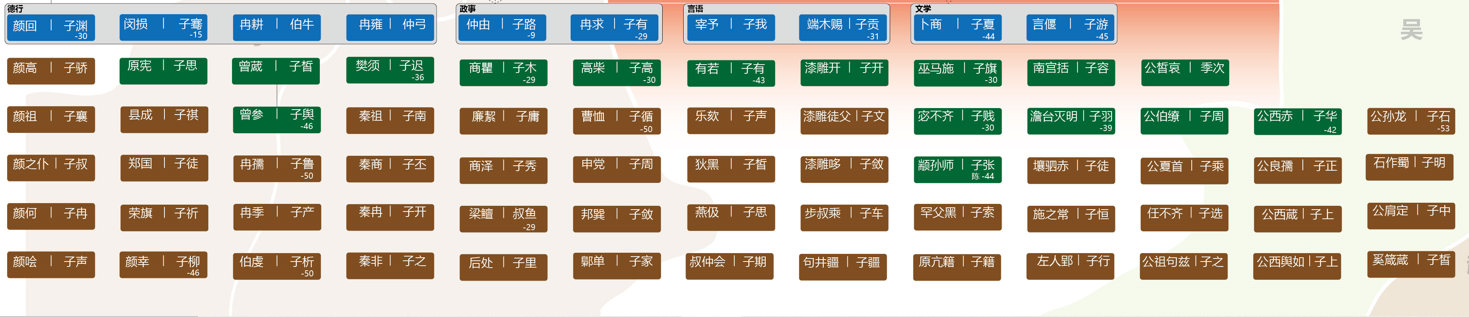 德行
政事
言语
文学
颜回 | 子渊 -30
闵损 | 子骞 -15
冉耕 | 伯牛
冉雍 | 仲弓
仲由 | 子路 -9
冉求 | 子有 -29
宰予 | 子我
端木赐 | 子贡 -31
卜商 | 子夏 -44
言偃 | 子游 -45
吴
颜高 | 子骄
原宪 | 子思
曾蒧 | 子皙
樊须 | 子迟 -36
商瞿 | 子木 -29
高柴 | 子高 -30
有若 | 子有 -43
漆雕开 | 子开
巫马施 | 子旗 -30
南宫括 | 子容
公皙哀 | 季次
颜祖 | 子襄
县成 | 子祺
曾参 | 子舆 -46
秦祖 | 子南
廉絜 | 子庸
曹恤 | 子循 -50
乐欬 | 子声
漆雕徒父 | 子文
宓不齐 | 子贱 -30
澹台灭明 | 子羽 -39
公伯缭 | 子周
公西赤 | 子华 -42
公孙龙 | 子石 -53
颜之仆 | 子叔
郑国 | 子徒
冉孺 | 子鲁 -50
秦商 | 子丕
商泽 | 子秀
申党 | 子周
狄黑 | 子皙
漆雕哆 | 子敛
颛孙师 | 子张 陈 -44
壤驷赤 | 子徒
公夏首 | 子乘
公良孺 | 子正
石作蜀 | 子明
颜何 | 子冉
荣旗 | 子祈
冉季 | 子产
秦冉 | 子开
梁鳣 | 叔鱼 -29
邦巽 | 子敛
燕伋 | 子思
步叔乘 | 子车
罕父黑 | 子索
施之常 | 子恒
任不齐 | 子选
公西蒧 | 子上
公肩定 | 子中
颜哙 | 子声
颜幸 | 子柳 -46
伯虔 | 子析 -50
秦非 | 子之
后处 | 子里
鄡单 | 子家
叔仲会 | 子期
句井疆 | 子疆
原亢籍 | 子籍
左人郢 | 子行
公祖句兹 | 子之
公西舆如 | 子上
奚箴蒧 | 子皙